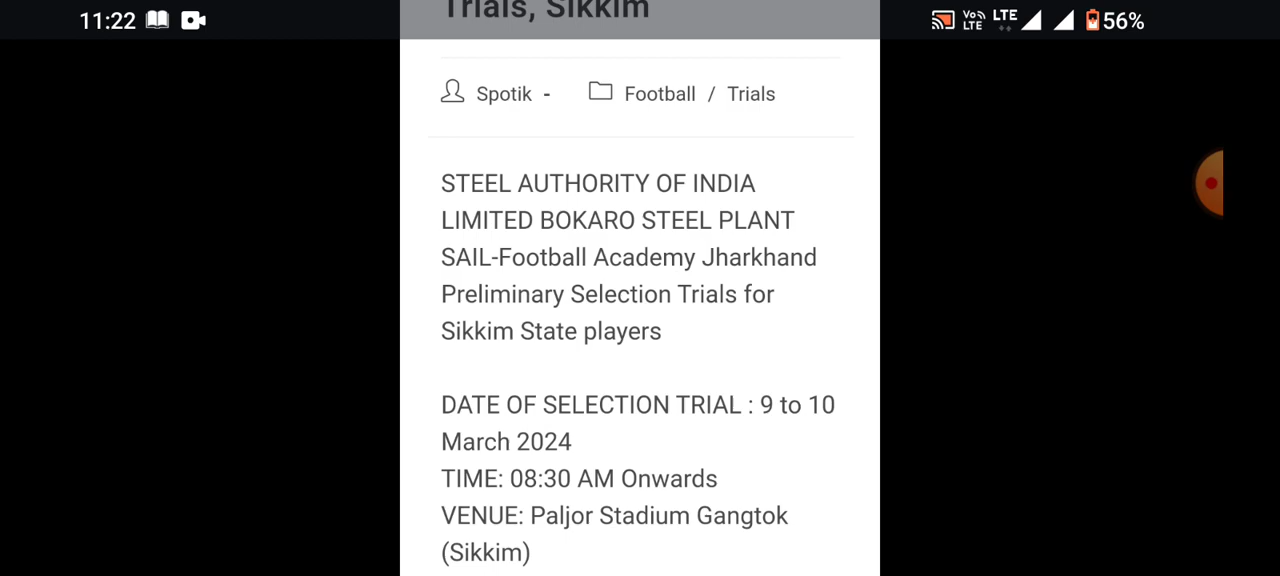 11:22 Vo) LTE LTE 56%
Trials, Sikkim
Spotik - Football / Trials
STEEL AUTHORITY OF INDIA
LIMITED BOKARO STEEL PLANT
SAIL-Football Academy Jharkhand
Preliminary Selection Trials for
Sikkim State players
DATE OF SELECTION TRIAL : 9 to 10
March 2024
TIME: 08:30 AM Onwards
VENUE: Paljor Stadium Gangtok
(Sikkim)